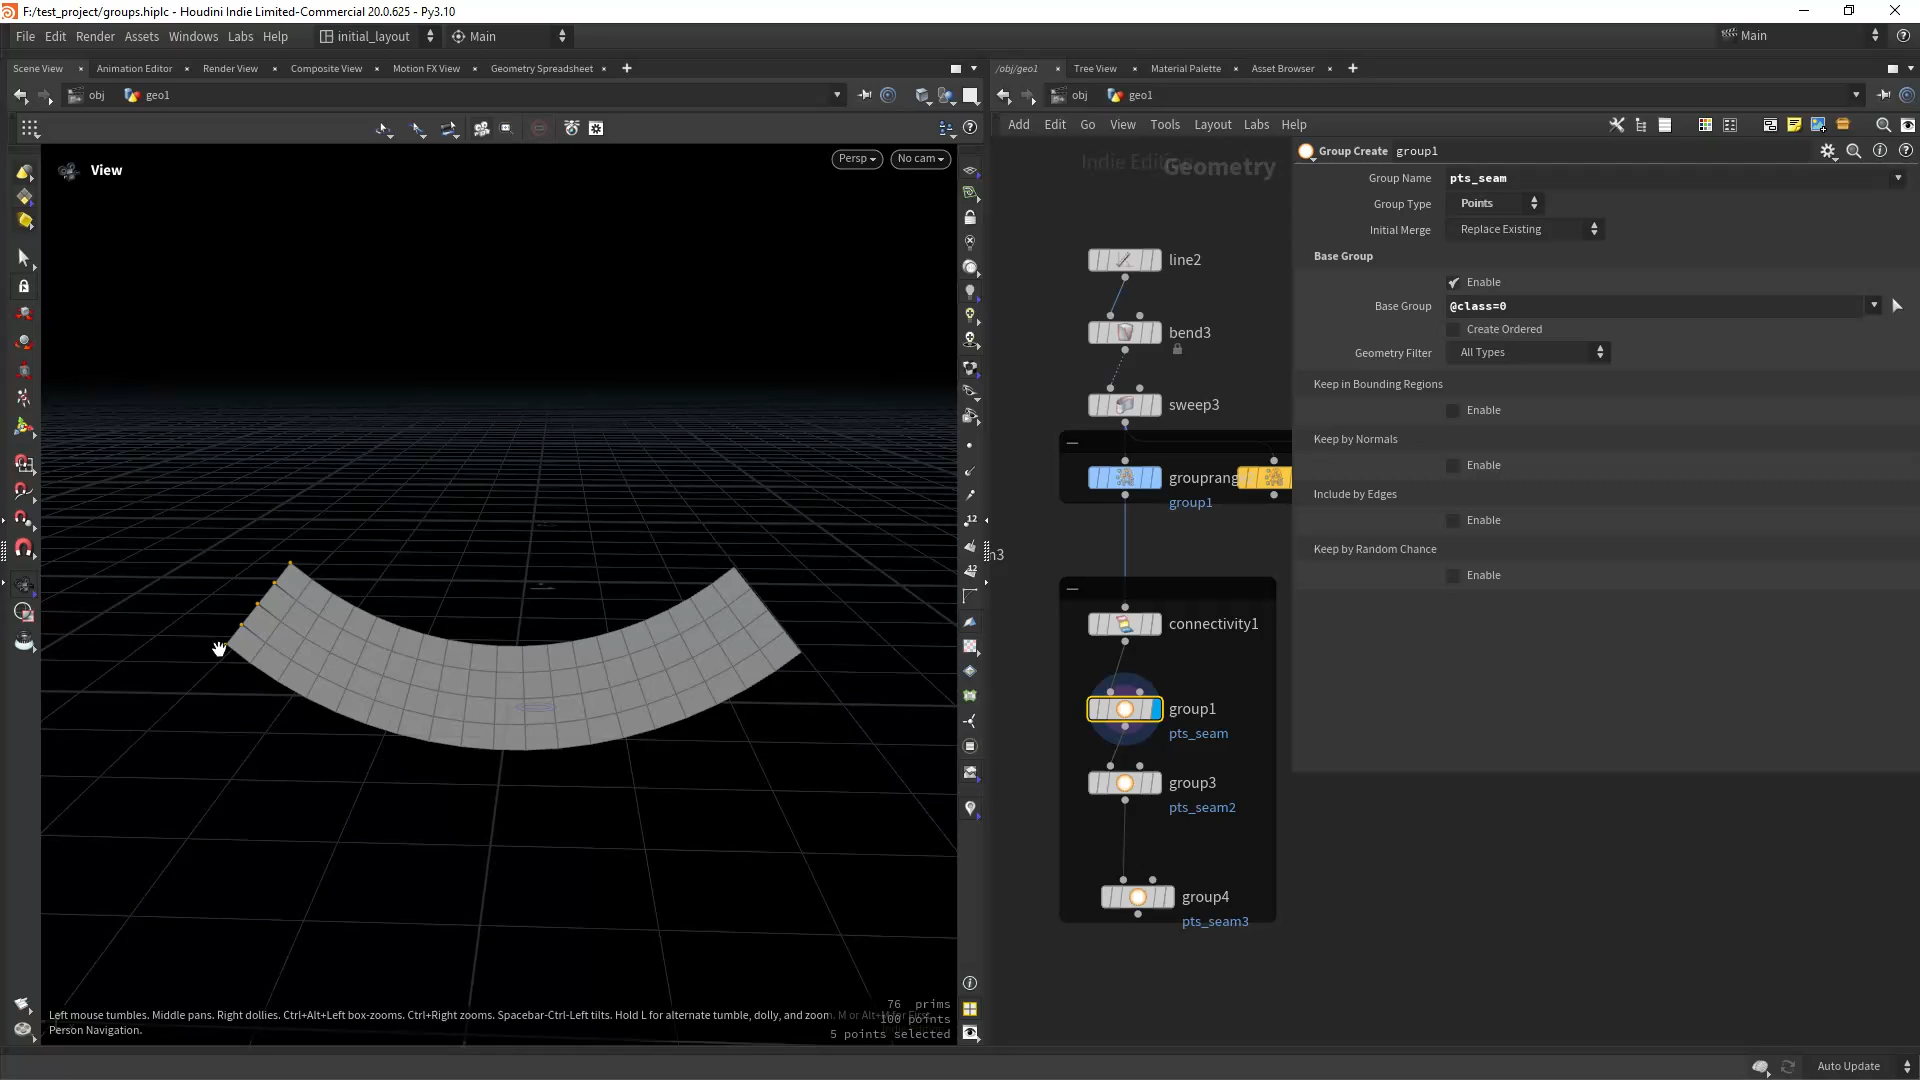 F:/test_project/groups.hiplc - Houdini Indie Limited-Commercial 20.0.625 - Py3.10
File Edit Render Assets Windows Labs Help initial_layout Main Main
Scene View Animation Editor Render View Composite View Motion FX View Geometry Spreadsheet
/obj/geo1 Tree View Material Palette Asset Browser
obj geo1
obj geo1
Add Edit Go View Tools Layout Labs Help
View
Persp No cam
Indie Edi
Geometry
line2
bend3
sweep3
grouprang
group1
n3
connectivity1
group1
pts_seam
group3
pts_seam2
group4
pts_seam3
Group Create group1
Group Name pts_seam
Group Type Points
Initial Merge Replace Existing
Base Group
Enable
Base Group @class=0
Create Ordered
Geometry Filter All Types
Keep in Bounding Regions
Enable
Keep by Normals
Enable
Include by Edges
Enable
Keep by Random Chance
Enable
12
12
76 prims
100 points
5 points selected
Left mouse tumbles. Middle pans. Right dollies. Ctrl+Alt+Left box-zooms. Ctrl+Right zooms. Spacebar-Ctrl-Left tilts. Hold L for alternate tumble, dolly, and zoom. M or Alt+M for First
Person Navigation.
Auto Update